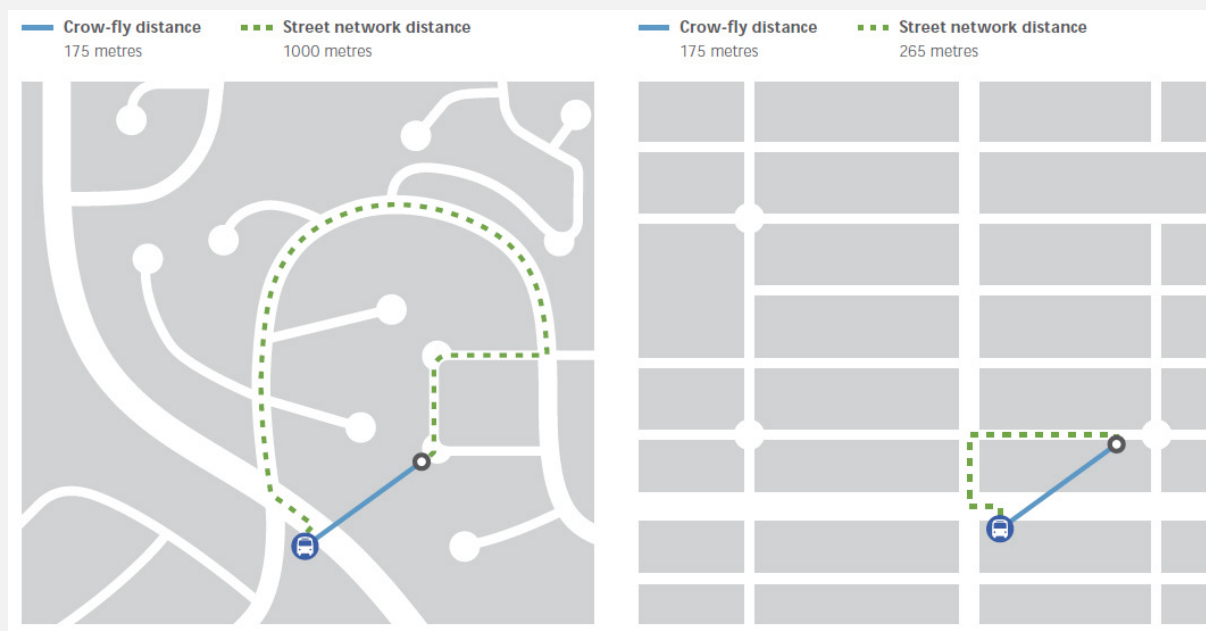 Crow-fly distance
175 metres
Street network distance
1000 metres
Crow-fly distance
175 metres
Street network distance
265 metres